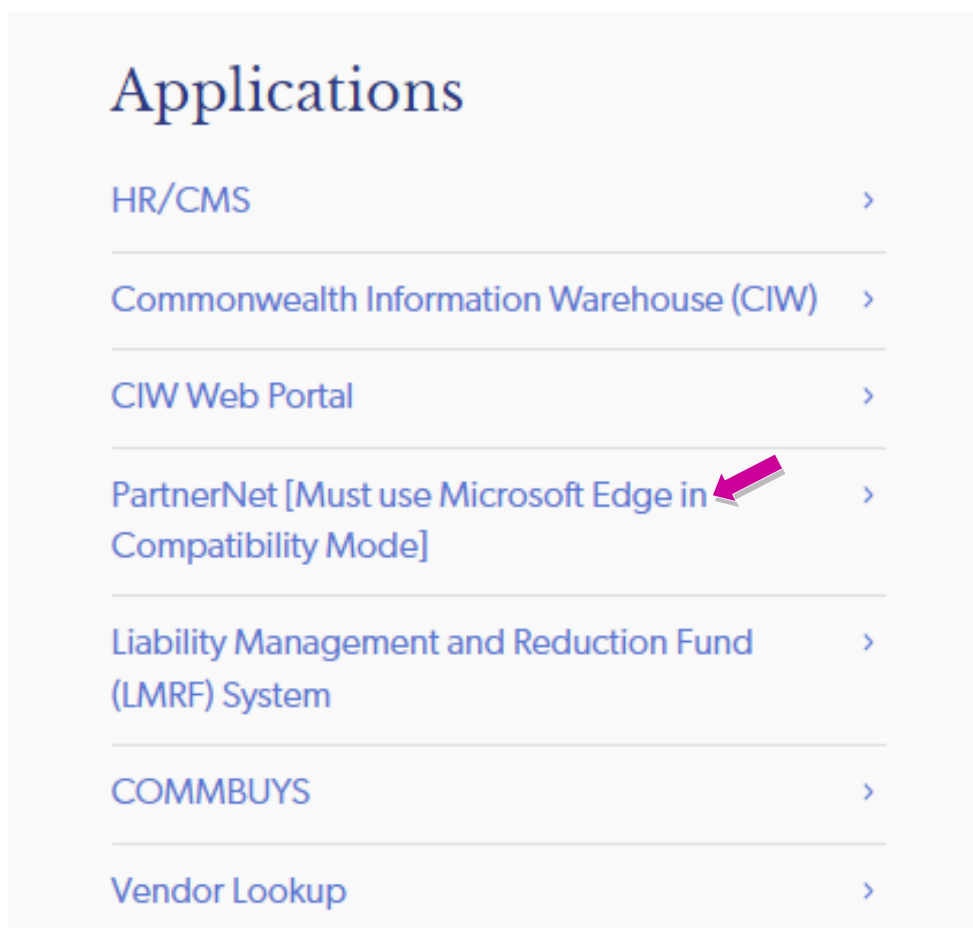 Applications
HR/CMS
Commonwealth Information Warehouse (CIW)
CIW Web Portal
PartnerNet [Must use Microsoft Edge in
Compatibility Mode]
Liability Management and Reduction Fund
(LMRF) System
COMMBUYS
Vendor Lookup